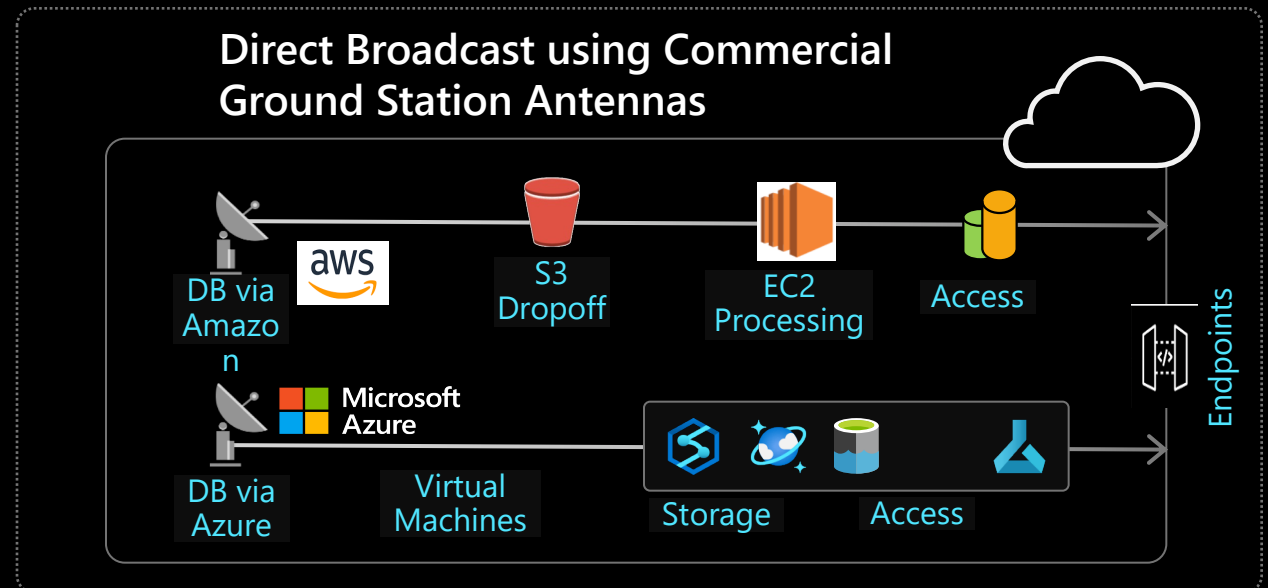 Direct Broadcast using Commercial
Ground Station Antennas
aws
DB via
Amazo
n
S3
Dropoff
EC2
Processing
Access
</>
Endpoints
Microsoft
Azure
DB via
Azure
Virtual
Machines
Storage
Access